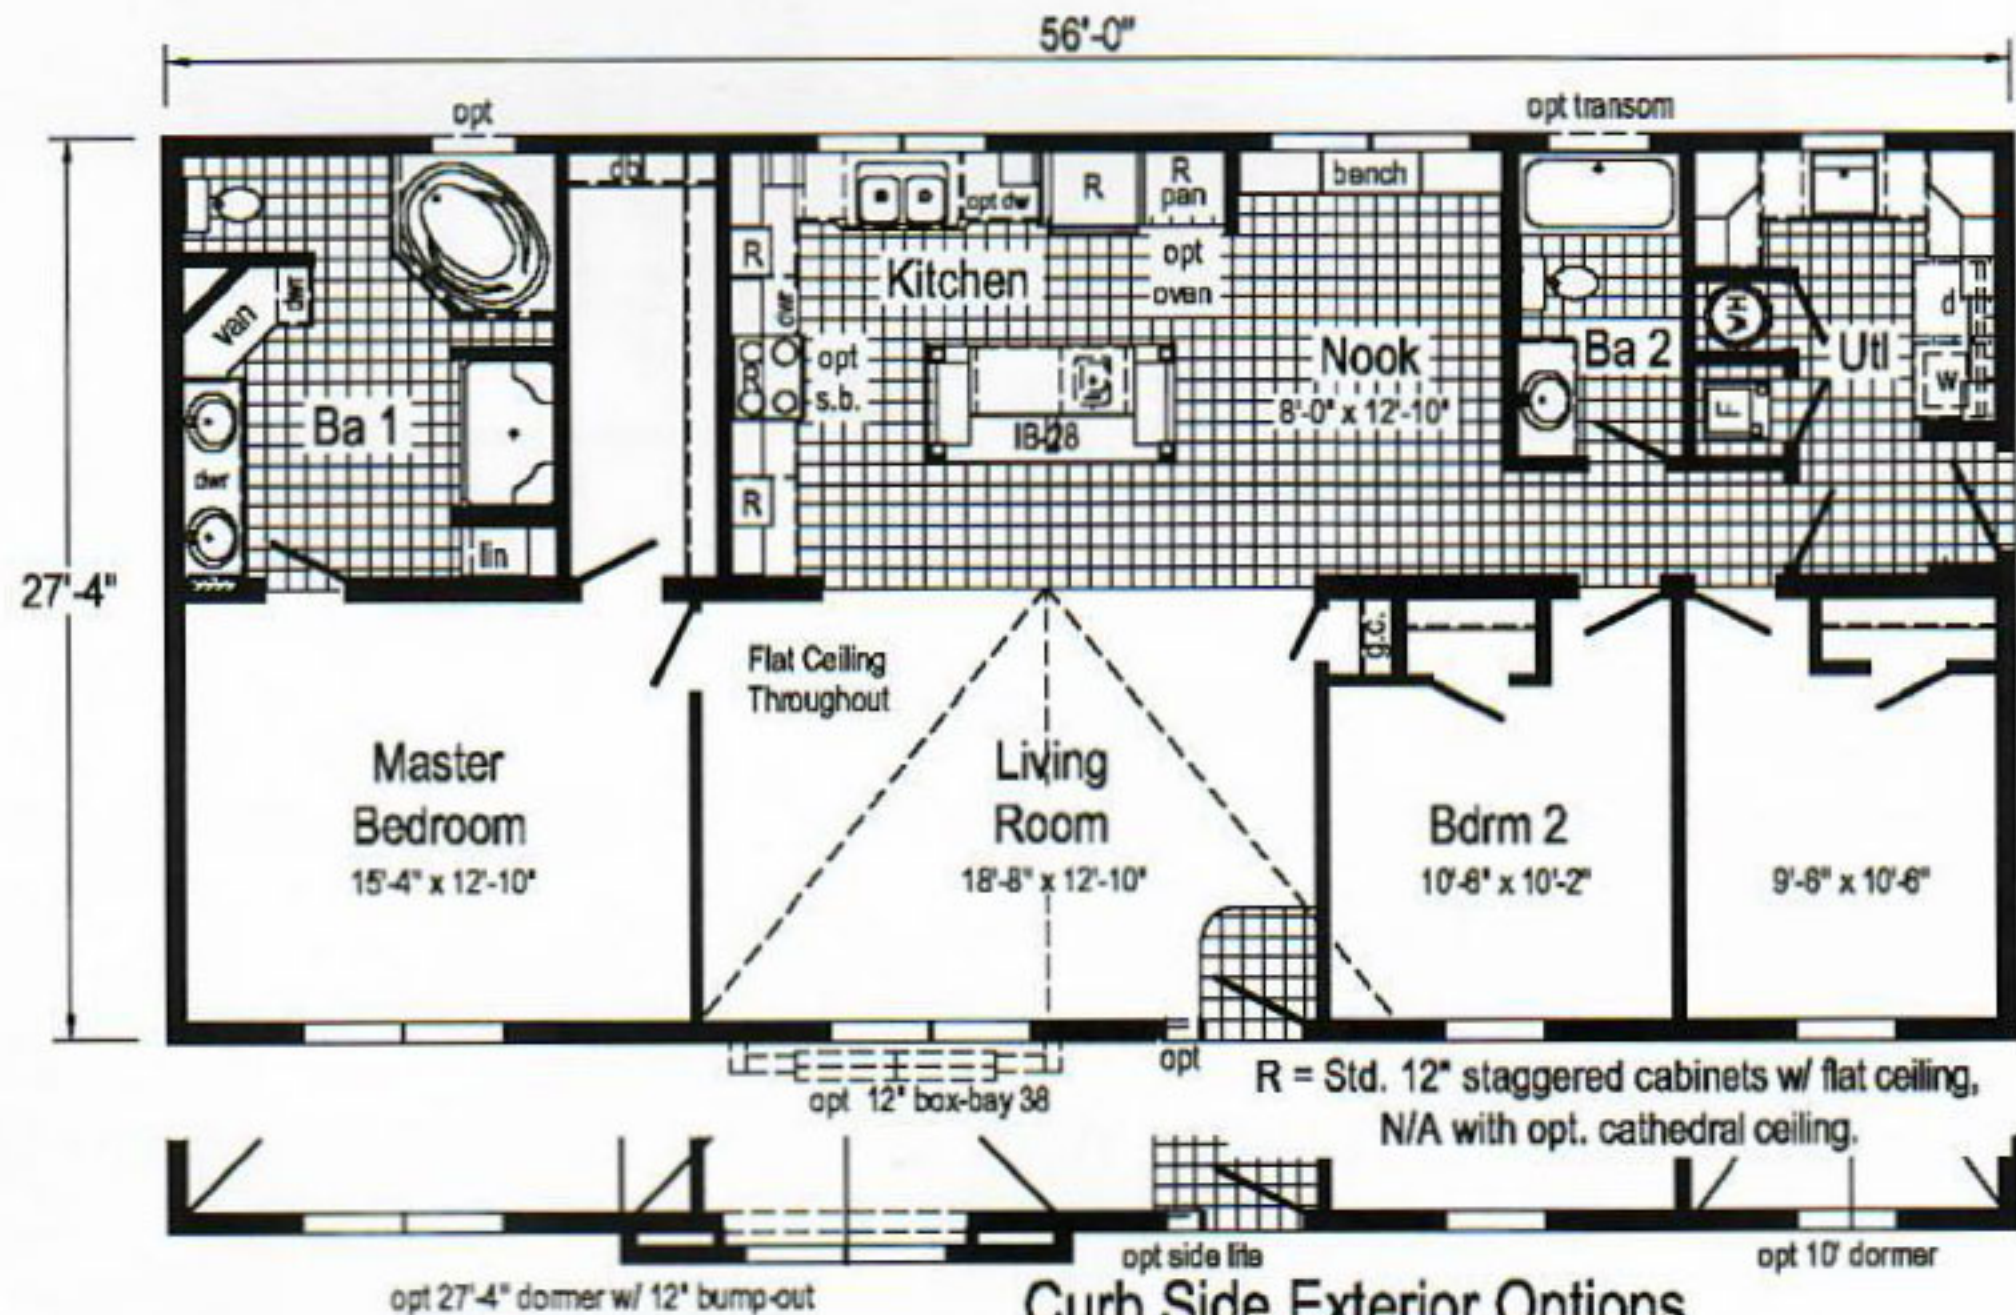 56'-0"
opt
opt transom
27'-4"
R
R
pan
bench
opt dw
opt
oven
Kitchen
R
dwr
van
dwr
opt
s.b.
R
Nook
8'-0" x 12'-10"
Ba 2
WH
Utl
d
w
F
Ba 1
dwr
IB-28
R
lin
g.c.
Flat Ceiling
Throughout
Master
Bedroom
15'-4" x 12'-10"
Living
Room
18'-8" x 12'-10"
Bdrm 2
10'-6" x 10'-2"
9'-6" x 10'-6"
opt
opt 12" box-bay 38
R = Std. 12" staggered cabinets w/ flat ceiling,
N/A with opt. cathedral ceiling.
opt side lite
opt 10' dormer
opt 27'-4" dormer w/ 12" bump-out
Curb Side Exterior Options